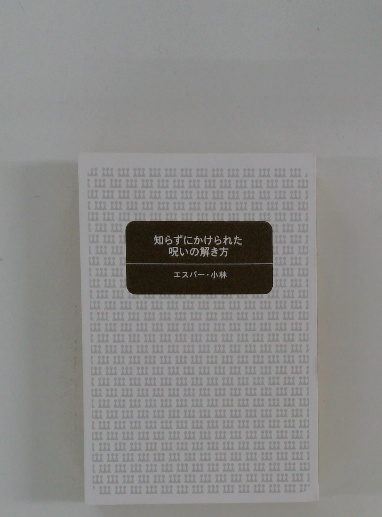 知らずにかけられた
呪いの解き方
エスパー・小林